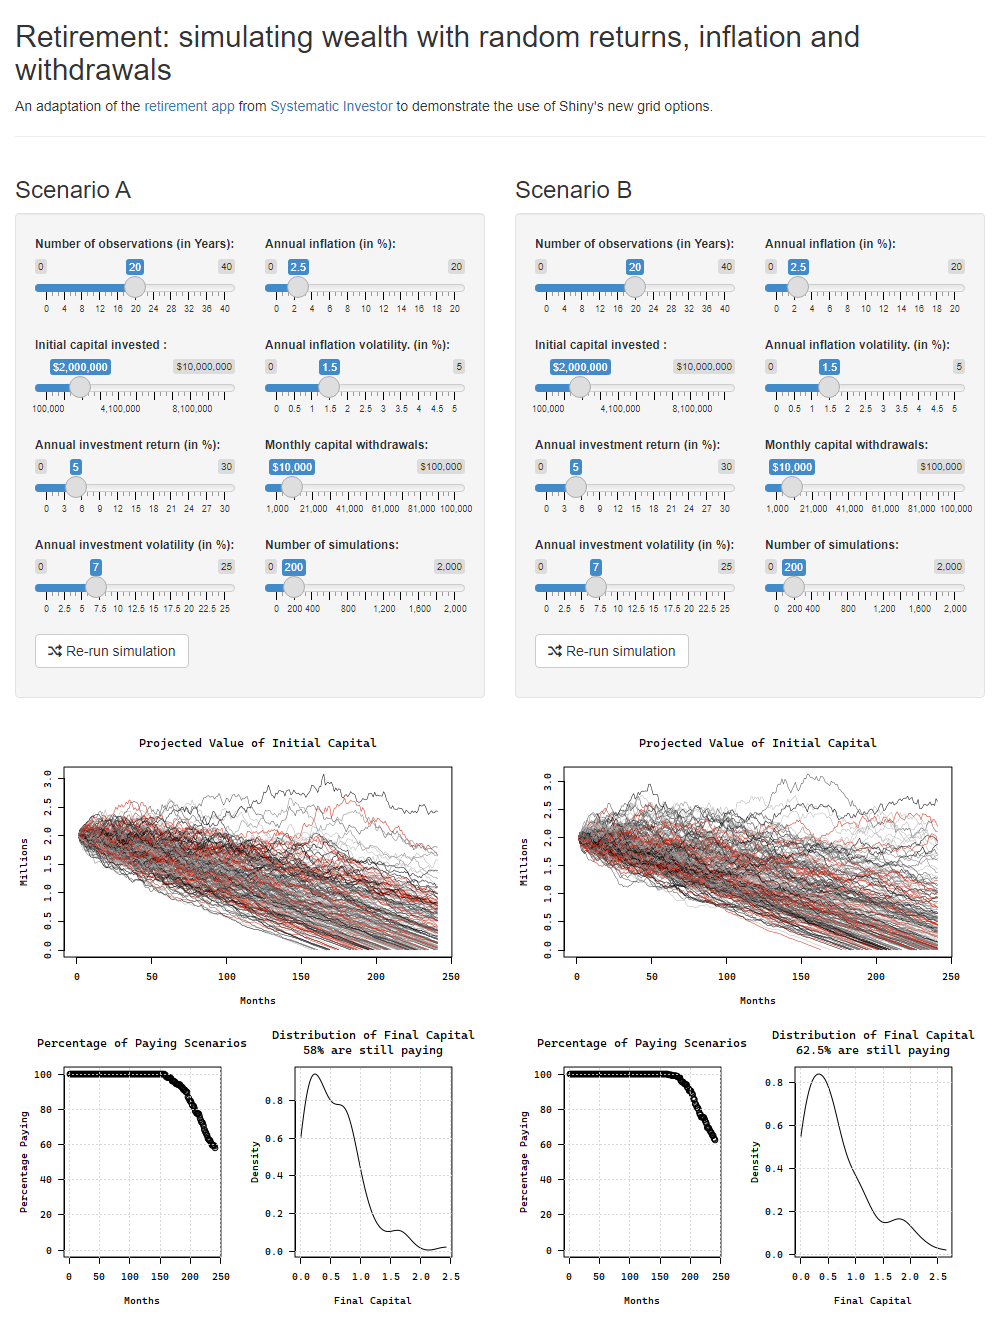 Retirement: simulating wealth with random returns, inflation and
withdrawals
An adaptation of the retirement app from Systematic Investor to demonstrate the use of Shiny's new grid options.
Scenario A
Number of observations (in Years):
0 20 40
0 4 8 12 16 20 24 28 32 36 40
Annual inflation (in %):
0 2.5 20
0 2 4 6 8 10 12 14 16 18 20
Initial capital invested :
$2,000,000 $10,000,000
100,000 4,100,000 8,100,000
Annual inflation volatility. (in %):
0 1.5 5
0 0.5 1 1.5 2 2.5 3 3.5 4 4.5 5
Annual investment return (in %):
0 5 30
0 3 6 9 12 15 18 21 24 27 30
Monthly capital withdrawals:
$10,000 $100,000
1,000 21,000 41,000 61,000 81,000 100,000
Annual investment volatility (in %):
0 7 25
0 2.5 5 7.5 10 12.5 15 17.5 20 22.5 25
Number of simulations:
0 200 2,000
0 200 400 800 1,200 1,600 2,000
Re-run simulation
Scenario B
Number of observations (in Years):
0 20 40
0 4 8 12 16 20 24 28 32 36 40
Annual inflation (in %):
0 2.5 20
0 2 4 6 8 10 12 14 16 18 20
Initial capital invested :
$2,000,000 $10,000,000
100,000 4,100,000 8,100,000
Annual inflation volatility. (in %):
0 1.5 5
0 0.5 1 1.5 2 2.5 3 3.5 4 4.5 5
Annual investment return (in %):
0 5 30
0 3 6 9 12 15 18 21 24 27 30
Monthly capital withdrawals:
$10,000 $100,000
1,000 21,000 41,000 61,000 81,000 100,000
Annual investment volatility (in %):
0 7 25
0 2.5 5 7.5 10 12.5 15 17.5 20 22.5 25
Number of simulations:
0 200 2,000
0 200 400 800 1,200 1,600 2,000
Re-run simulation
Projected Value of Initial Capital
Millions
3.0
2.5
2.0
1.5
1.0
0.5
0.0
0 50 100 150 200 250
Months
Percentage of Paying Scenarios
Percentage Paying
100
80
60
40
20
0
0 50 100 150 200 250
Months
Distribution of Final Capital
58% are still paying
Density
0.8
0.6
0.4
0.2
0.0
0.0 0.5 1.0 1.5 2.0 2.5
Final Capital
Projected Value of Initial Capital
Millions
3.0
2.5
2.0
1.5
1.0
0.5
0.0
0 50 100 150 200 250
Months
Percentage of Paying Scenarios
Percentage Paying
100
80
60
40
20
0
0 50 100 150 200 250
Months
Distribution of Final Capital
62.5% are still paying
Density
0.8
0.6
0.4
0.2
0.0
0.0 0.5 1.0 1.5 2.0 2.5
Final Capital